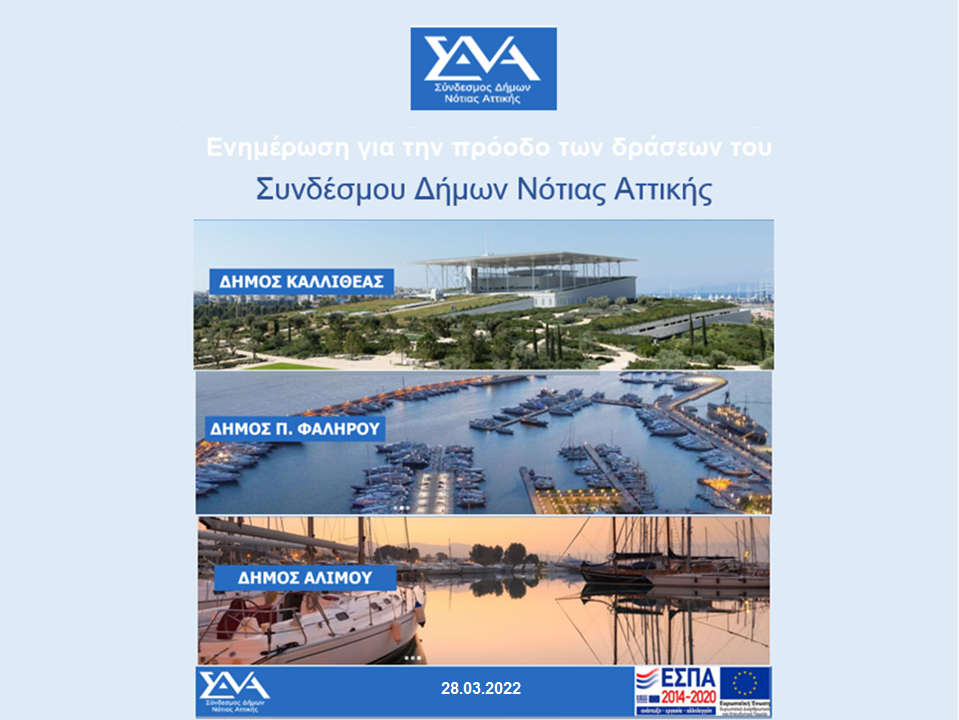 ΣΔΝΑ
Σύνδεσμος Δήμων
Νότιας Αττικής
Ενημέρωση για την πρόοδο των δράσεων του
Συνδέσμου Δήμων Νότιας Αττικής
ΔΗΜΟΣ ΚΑΛΛΙΘΕΑΣ
ΔΗΜΟΣ Π. ΦΑΛΗΡΟΥ
ΔΗΜΟΣ ΑΛΙΜΟΥ
ΣΔΝΑ
Σύνδεσμος Δήμων
Νότιας Αττικής
28.03.2022
ΕΣΠΑ
2014-2020
ανάπτυξη - εργασία - αλληλεγγύη
Ευρωπαϊκή Ένωση